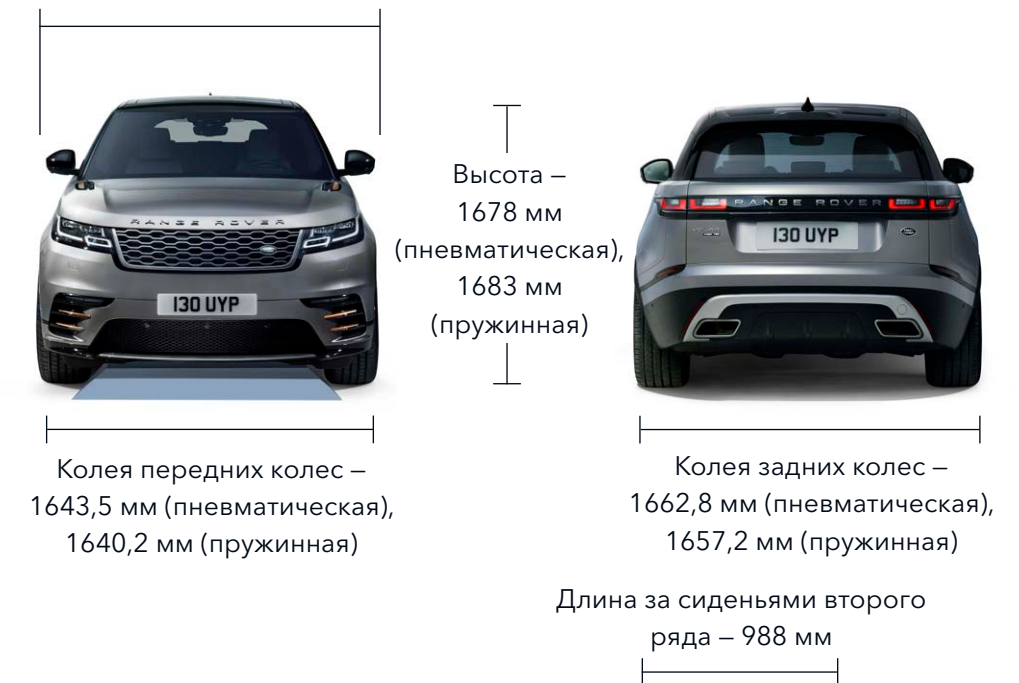 Высота –
1678 мм
(пневматическая),
1683 мм
(пружинная)
RANGE ROVER
130 UYP
RANGE ROVER
130 UYP
Колея передних колес –
1643,5 мм (пневматическая),
1640,2 мм (пружинная)
Колея задних колес –
1662,8 мм (пневматическая),
1657,2 мм (пружинная)
Длина за сиденьями второго
ряда – 988 мм